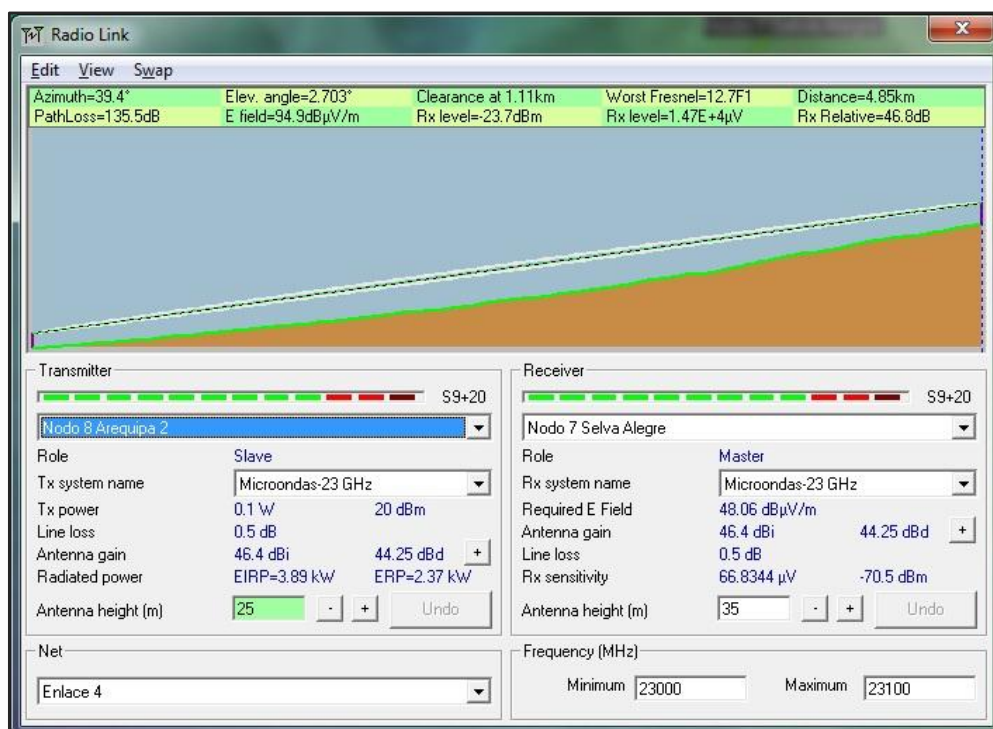 Radio Link
Edit View Swap
Azimuth=39.4° Elev. angle=2.703° Clearance at 1.11km Worst Fresnel=12.7F1 Distance=4.85km
PathLoss=135.5dB E field=94.9dBµV/m Rx level=-23.7dBm Rx level=1.47E+4µV Rx Relative=46.8dB
Transmitter
S9+20
Nodo 8 Arequipa 2
Role Slave
Tx system name Microondas-23 GHz
Tx power 0.1 W 20 dBm
Line loss 0.5 dB
Antenna gain 46.4 dBi 44.25 dBd +
Radiated power EIRP=3.89 kW ERP=2.37 kW
Antenna height (m) 25 - + Undo
Net
Enlace 4
Receiver
S9+20
Nodo 7 Selva Alegre
Role Master
Rx system name Microondas-23 GHz
Required E Field 48.06 dBµV/m
Antenna gain 46.4 dBi 44.25 dBd +
Line loss 0.5 dB
Rx sensitivity 66.8344 µV -70.5 dBm
Antenna height (m) 35 - + Undo
Frequency (MHz)
Minimum 23000 Maximum 23100